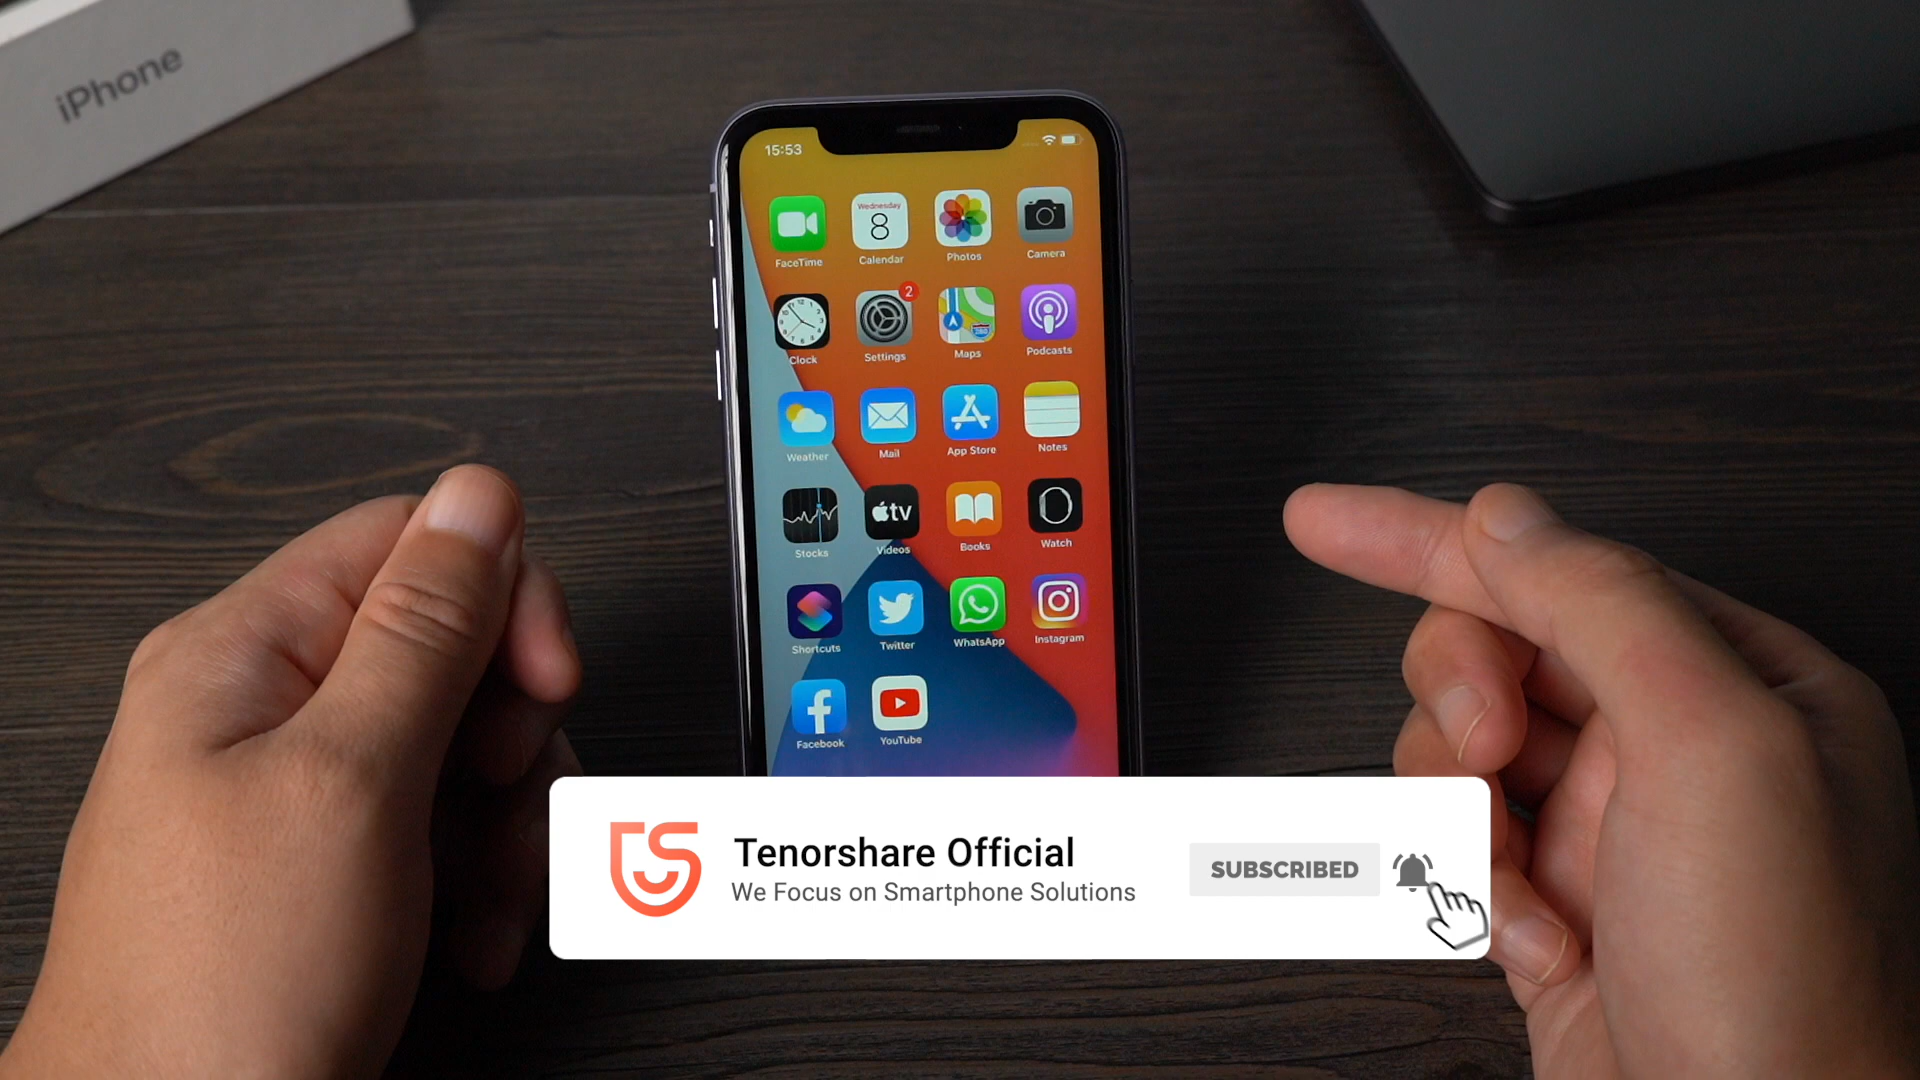 iPhone
15:53
Wednesday
8
FaceTime
Calendar
Photos
Camera
2
Clock
Settings
Maps
Podcasts
Weather
Mail
App Store
Notes
tv
Stocks
Videos
Books
Watch
Shortcuts
Twitter
WhatsApp
Instagram
Facebook
YouTube
Tenorshare Official
We Focus on Smartphone Solutions
SUBSCRIBED